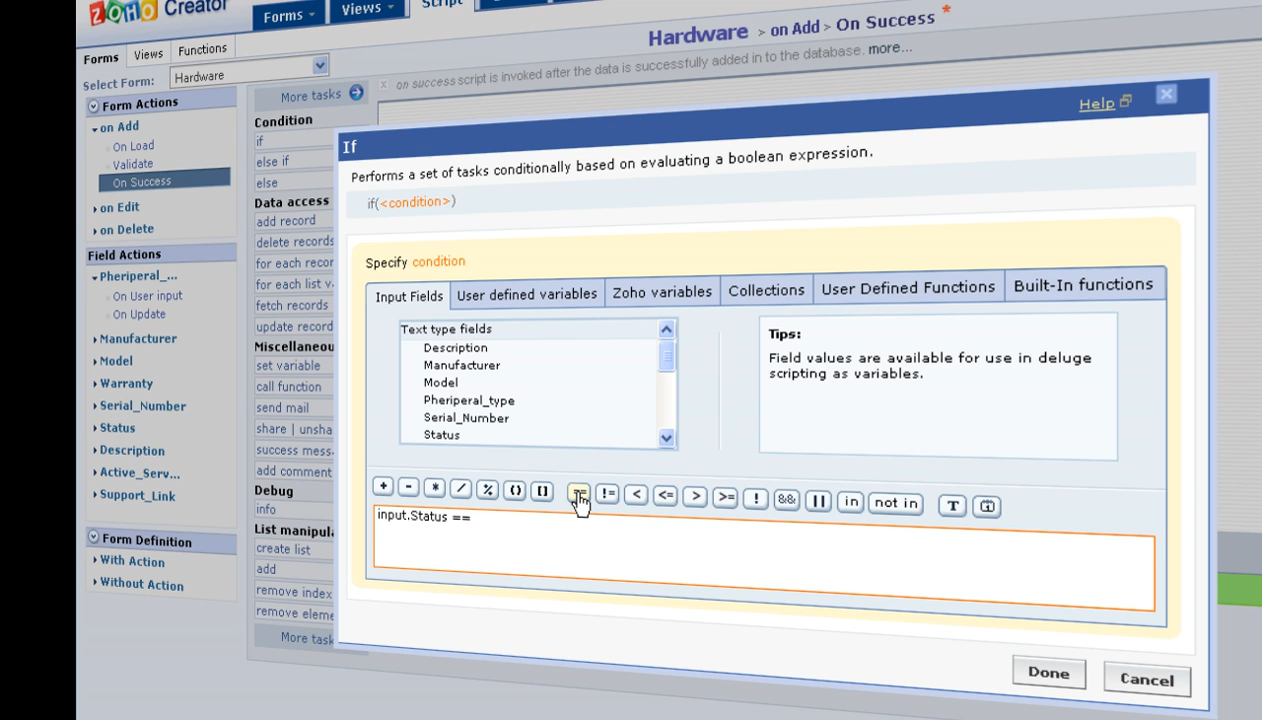 ZOHO Creator
Forms
Views
Script
Forms Views Functions
Select Form: Hardware
Form Actions
on Add
On Load
Validate
On Success
on Edit
on Delete
Field Actions
Pheriperal_...
On User input
On Update
Manufacturer
Model
Warranty
Serial_Number
Status
Description
Active_Serv...
Support_Link
Form Definition
With Action
Without Action
More tasks
Condition
if
else if
else
Data access
add record
delete records
for each recor
for each list v
fetch records
update record
Miscellaneou
set variable
call function
send mail
share | unsha
success mess
add comment
Debug
info
List manipula
create list
add
remove index
remove eleme
More task
Hardware > on Add > On Success *
on success script is invoked after the data is successfully added in to the database. more...
If
Help
Performs a set of tasks conditionally based on evaluating a boolean expression.
if(<condition>)
Specify condition
Input Fields User defined variables Zoho variables Collections User Defined Functions Built-In functions
Text type fields
Description
Manufacturer
Model
Pheriperal_type
Serial_Number
Status
Tips:
Field values are available for use in deluge
scripting as variables.
+ - * / % () [] == != < <= > >= ! && || in not in T
input.Status ==
Done Cancel